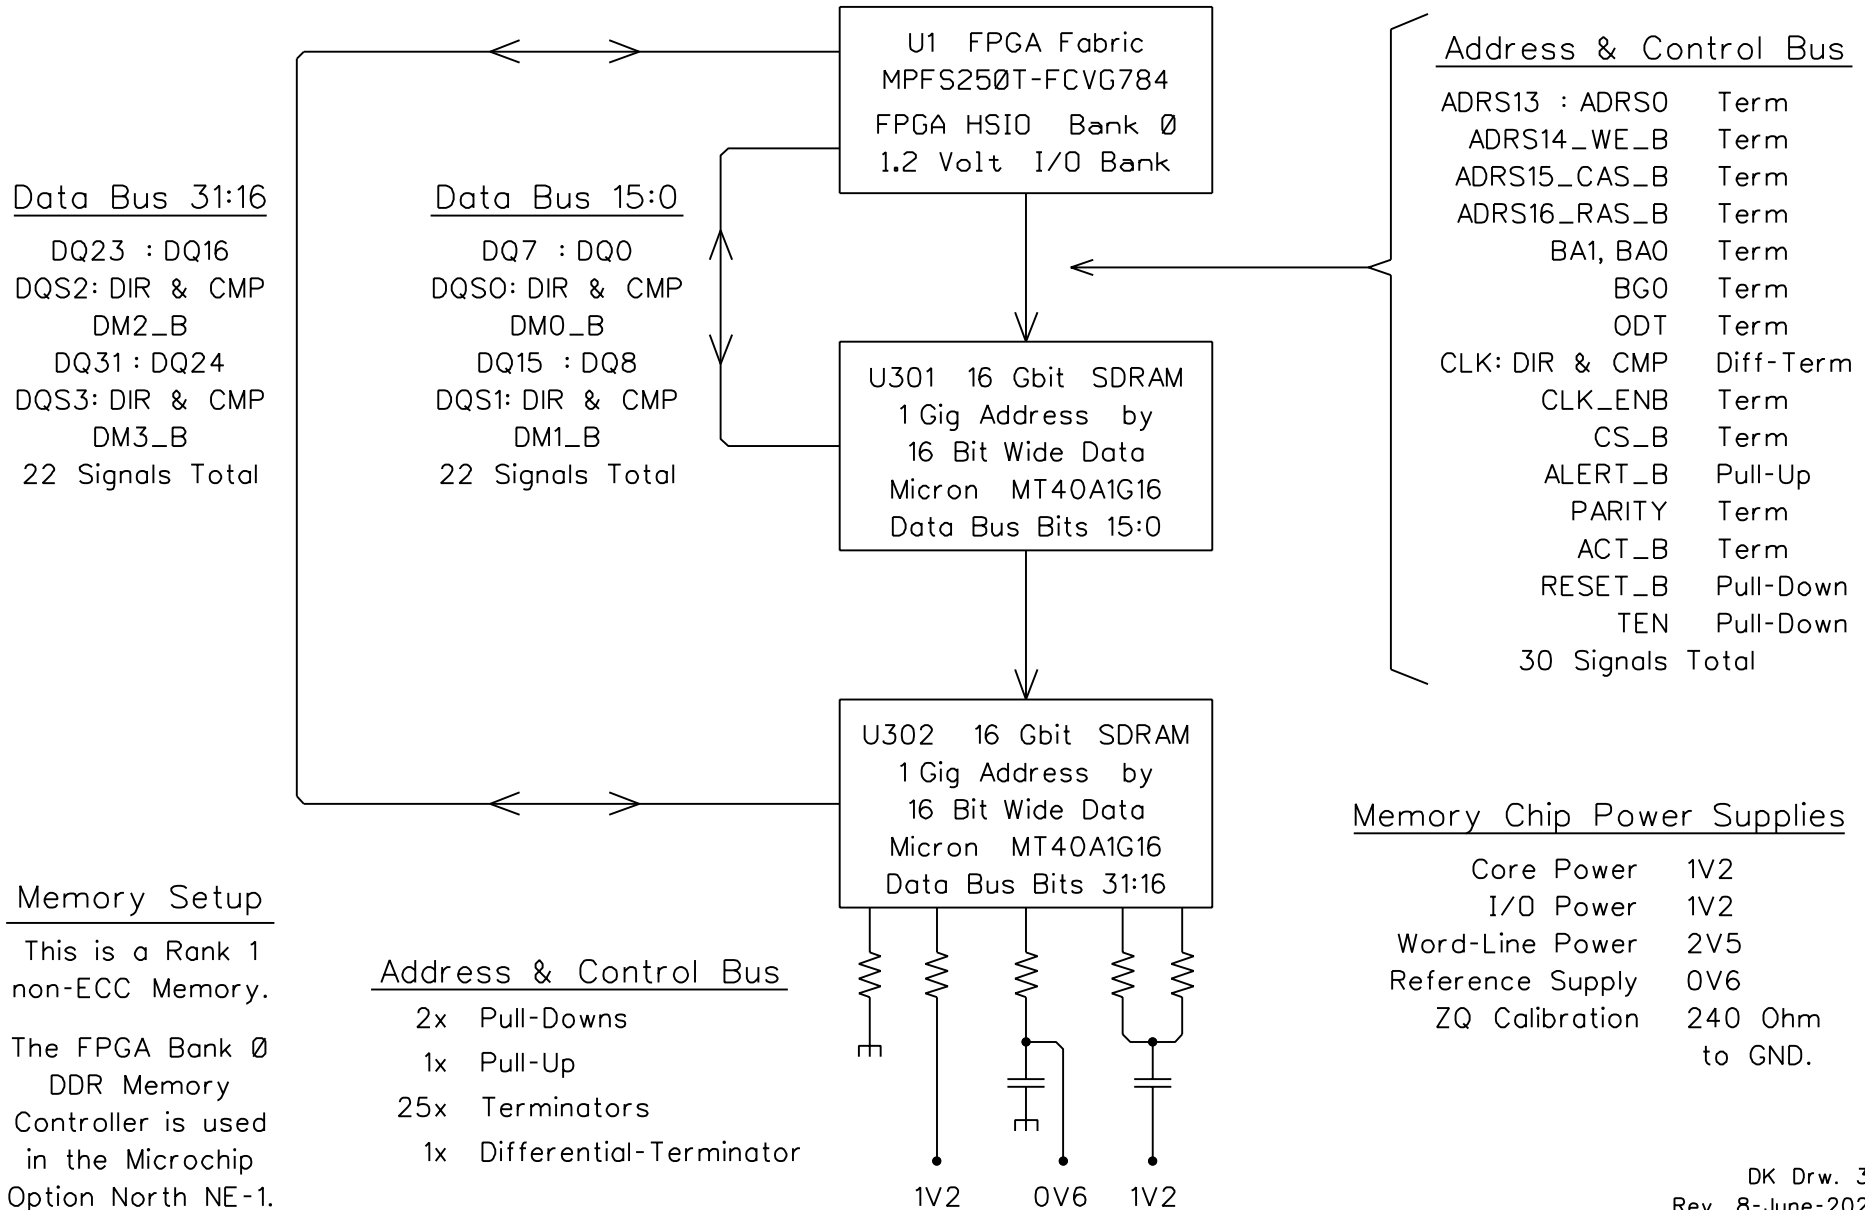 U1 FPGA Fabric
MPFS250T-FCVG784
FPGA HSIO Bank 0
1.2 Volt I/O Bank
Address & Control Bus
ADRS13 : ADRS0 Term
ADRS14_WE_B Term
ADRS15_CAS_B Term
ADRS16_RAS_B Term
BA1, BA0 Term
BG0 Term
ODT Term
CLK: DIR & CMP Diff-Term
CLK_ENB Term
CS_B Term
ALERT_B Pull-Up
PARITY Term
ACT_B Term
RESET_B Pull-Down
TEN Pull-Down
30 Signals Total
Data Bus 31:16
DQ23 : DQ16
DQS2: DIR & CMP
DM2_B
DQ31 : DQ24
DQS3: DIR & CMP
DM3_B
22 Signals Total
Data Bus 15:0
DQ7 : DQ0
DQS0: DIR & CMP
DM0_B
DQ15 : DQ8
DQS1: DIR & CMP
DM1_B
22 Signals Total
U301 16 Gbit SDRAM
1 Gig Address by
16 Bit Wide Data
Micron MT40A1G16
Data Bus Bits 15:0
U302 16 Gbit SDRAM
1 Gig Address by
16 Bit Wide Data
Micron MT40A1G16
Data Bus Bits 31:16
Memory Chip Power Supplies
Core Power 1V2
I/O Power 1V2
Word-Line Power 2V5
Reference Supply 0V6
ZQ Calibration 240 Ohm
to GND.
Memory Setup
This is a Rank 1
non-ECC Memory.
The FPGA Bank 0
DDR Memory
Controller is used
in the Microchip
Option North NE-1.
Address & Control Bus
2x Pull-Downs
1x Pull-Up
25x Terminators
1x Differential-Terminator
1V2 0V6 1V2
DK Drw. 3
Rev. 8-June-202